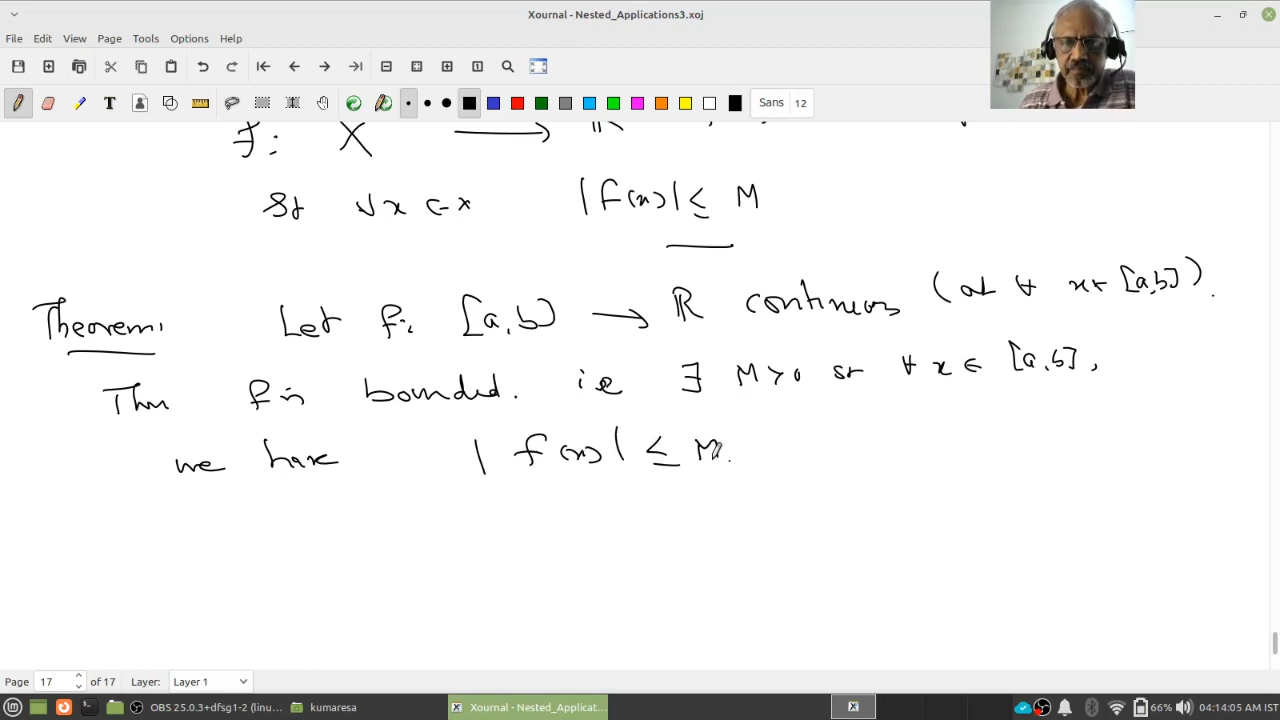 Xournal - Nested_Applications3.xoj
File Edit View Page Tools Options Help
Sans 12
f: X ⟶ ℝ
St ∀x ∈ x |f(x)| ≤ M
Theorem: Let f: [a,b] → ℝ continuous (at ∀ x ∈ [a,b]).
Then f is bounded. i.e ∃ M>0 st ∀ x ∈ [a,b],
we have |f(x)| ≤ M.
Page 17 of 17 Layer: Layer 1
OBS 25.0.3+dfsg1-2 (linu... kumaresa Xournal - Nested_Applicat... 66% 04:14:05 AM IST